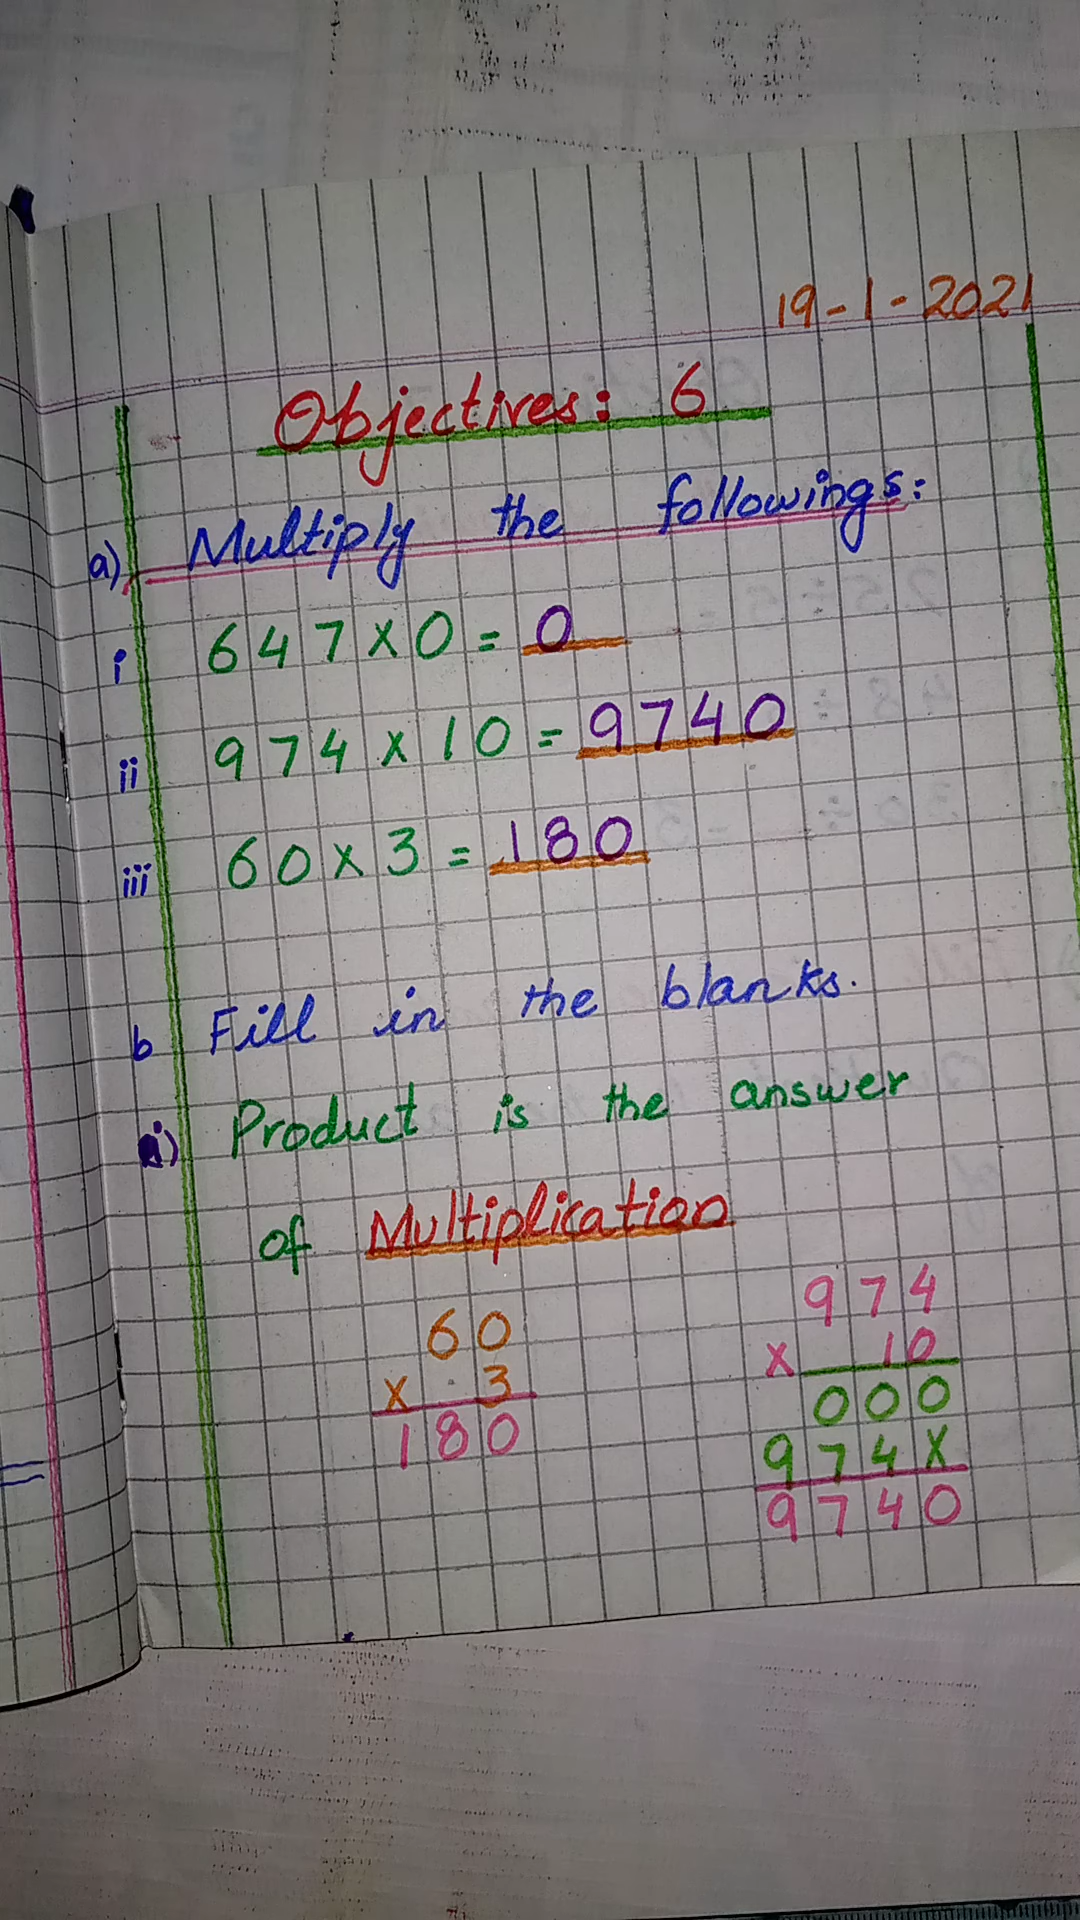 19-1-2021
Objectives: 6
a) Multiply the followings:
i 647 x 0 = 0
ii 974 x 10 = 9740
iii 60 x 3 = 180
b Fill in the blanks.
i) Product is the answer
of Multiplication
60
x 3
180
974
x 10
000
974x
9740